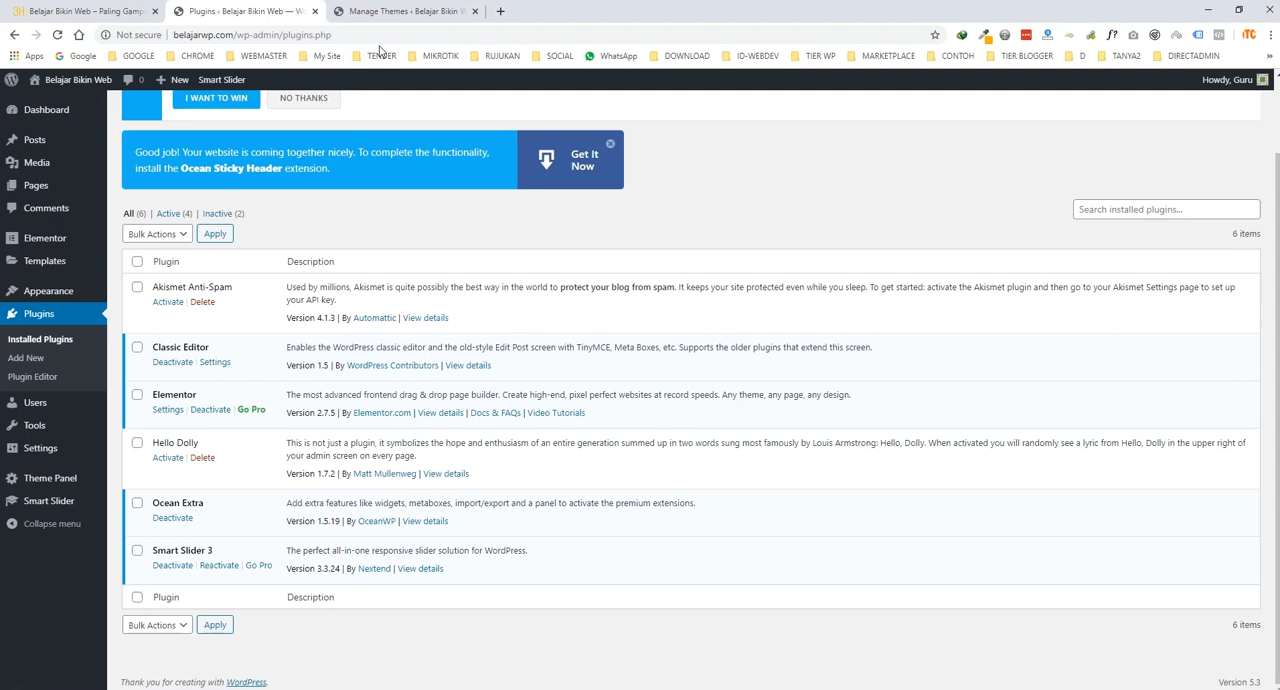 Belajar Bikin Web – Paling Gamp
Plugins ‹ Belajar Bikin Web — Wo
Manage Themes ‹ Belajar Bikin W
Not secure | belajarwp.com/wp-admin/plugins.php
Apps Google GOOGLE CHROME WEBMASTER My Site TENDER MIKROTIK RUJUKAN SOCIAL WhatsApp DOWNLOAD ID-WEBDEV TIER WP MARKETPLACE CONTOH TIER BLOGGER D TANYA2 DIRECTADMIN »
Belajar Bikin Web 0 + New Smart Slider Howdy, Guru
Dashboard
Posts
Media
Pages
Comments
Elementor
Templates
Appearance
Plugins
Installed Plugins
Add New
Plugin Editor
Users
Tools
Settings
Theme Panel
Smart Slider
Collapse menu
I WANT TO WIN NO THANKS
Good job! Your website is coming together nicely. To complete the functionality,
install the Ocean Sticky Header extension.
Get It
Now
All (6) | Active (4) | Inactive (2)
Search installed plugins...
Bulk Actions Apply
6 items
Plugin Description
Akismet Anti-Spam
Activate | Delete
Used by millions, Akismet is quite possibly the best way in the world to protect your blog from spam. It keeps your site protected even while you sleep. To get started: activate the Akismet plugin and then go to your Akismet Settings page to set up
your API key.
Version 4.1.3 | By Automattic | View details
Classic Editor
Deactivate | Settings
Enables the WordPress classic editor and the old-style Edit Post screen with TinyMCE, Meta Boxes, etc. Supports the older plugins that extend this screen.
Version 1.5 | By WordPress Contributors | View details
Elementor
Settings | Deactivate | Go Pro
The most advanced frontend drag & drop page builder. Create high-end, pixel perfect websites at record speeds. Any theme, any page, any design.
Version 2.7.5 | By Elementor.com | View details | Docs & FAQs | Video Tutorials
Hello Dolly
Activate | Delete
This is not just a plugin, it symbolizes the hope and enthusiasm of an entire generation summed up in two words sung most famously by Louis Armstrong: Hello, Dolly. When activated you will randomly see a lyric from Hello, Dolly in the upper right of
your admin screen on every page.
Version 1.7.2 | By Matt Mullenweg | View details
Ocean Extra
Deactivate
Add extra features like widgets, metaboxes, import/export and a panel to activate the premium extensions.
Version 1.5.19 | By OceanWP | View details
Smart Slider 3
Deactivate | Reactivate | Go Pro
The perfect all-in-one responsive slider solution for WordPress.
Version 3.3.24 | By Nextend | View details
Plugin Description
Bulk Actions Apply
6 items
Thank you for creating with WordPress.
Version 5.3